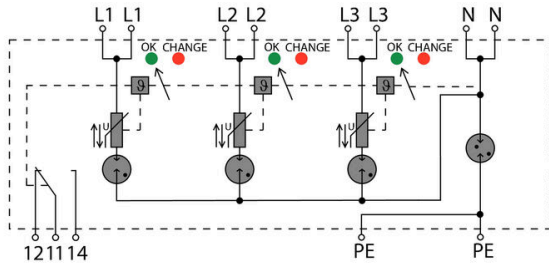 L1 L1 L2 L2 L3 L3 N N
OK CHANGE OK CHANGE OK CHANGE
ϑ ϑ ϑ
U U U
12 11 14 PE PE